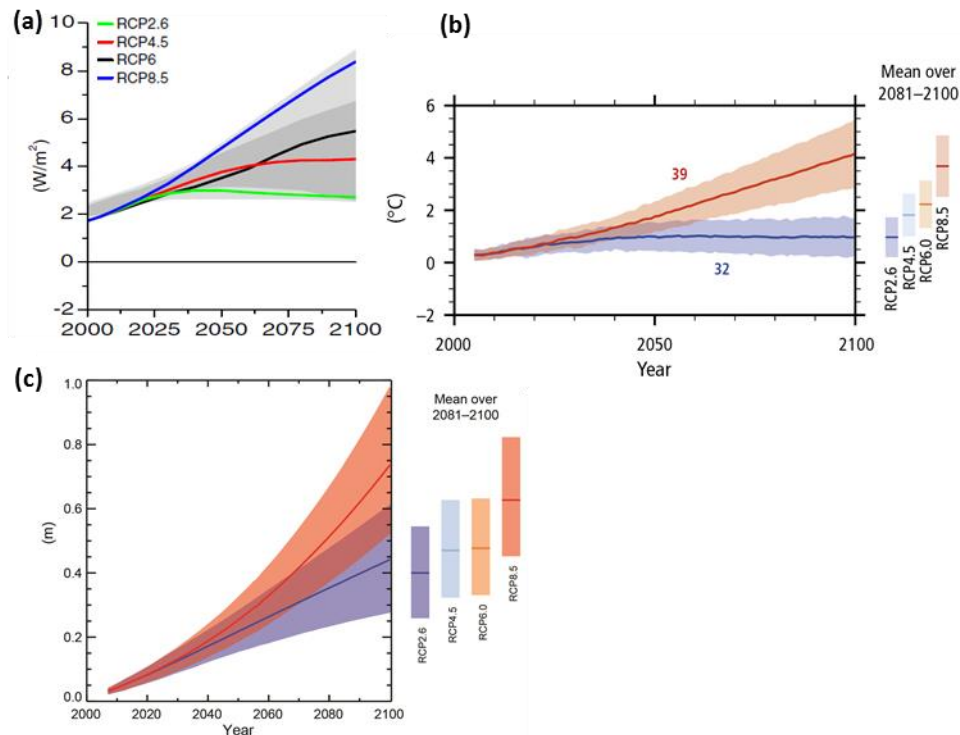 (a)
10
8
6
4
2
0
-2
(W/m²)
RCP2.6
RCP4.5
RCP6
RCP8.5
2000 2025 2050 2075 2100
(b)
Mean over
2081–2100
6
4
2
0
−2
(°C)
39
32
2000 2050 2100
Year
RCP2.6
RCP4.5
RCP6.0
RCP8.5
(c)
1.0
0.8
0.6
0.4
0.2
0.0
(m)
2000 2020 2040 2060 2080 2100
Year
Mean over
2081–2100
RCP2.6
RCP4.5
RCP6.0
RCP8.5